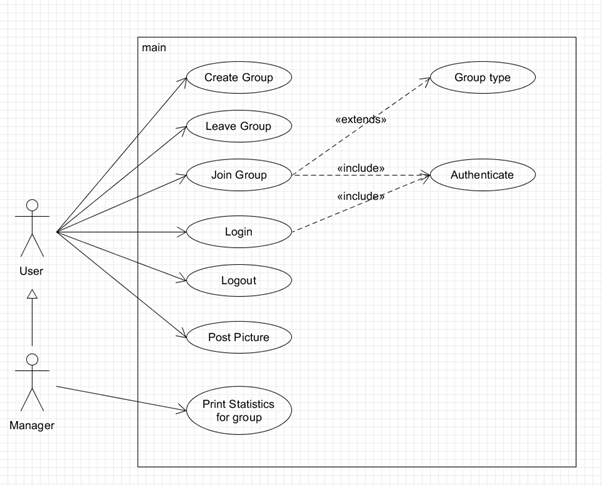 main
Create Group
Group type
Leave Group
«extends»
Join Group
«include»
Authenticate
«include»
Login
User
Logout
Post Picture
Manager
Print Statistics
for group